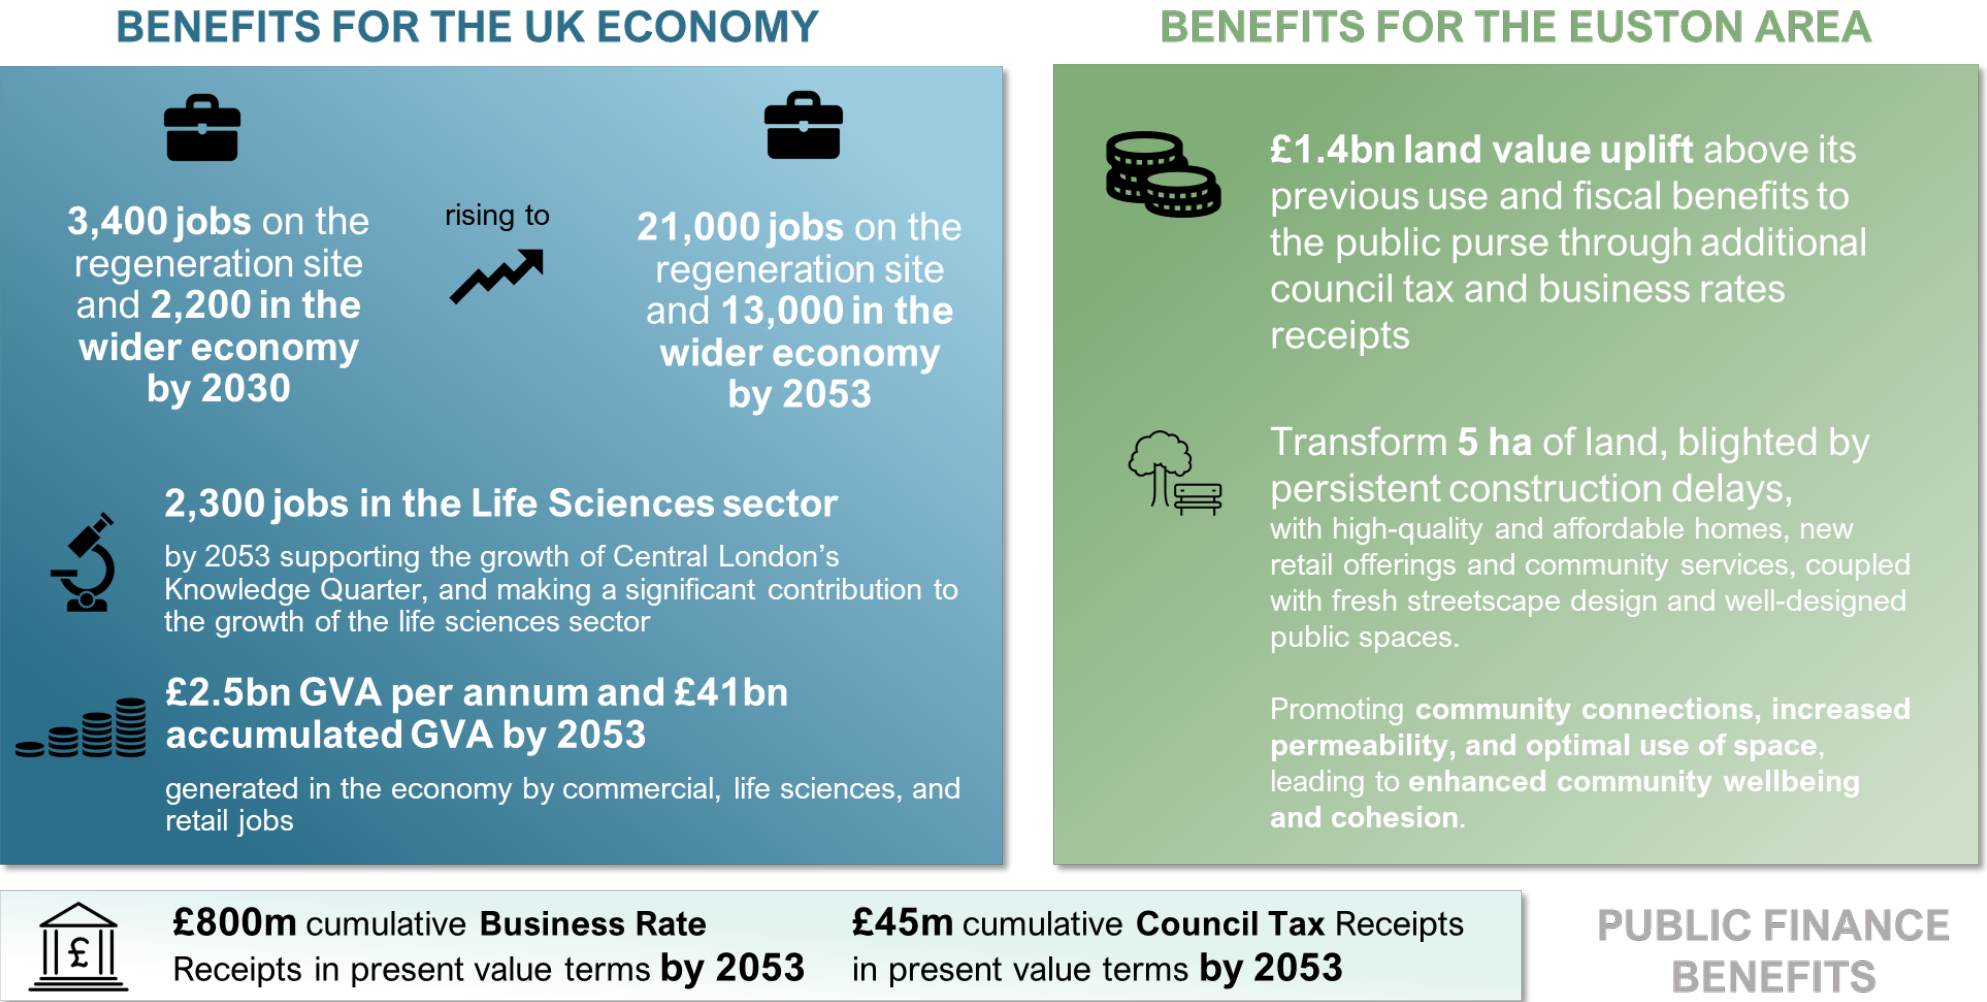 BENEFITS FOR THE UK ECONOMY
3,400 jobs on the
regeneration site
and 2,200 in the
wider economy
by 2030
rising to
21,000 jobs on the
regeneration site
and 13,000 in the
wider economy
by 2053
2,300 jobs in the Life Sciences sector
by 2053 supporting the growth of Central London’s
Knowledge Quarter, and making a significant contribution to
the growth of the life sciences sector
£2.5bn GVA per annum and £41bn
accumulated GVA by 2053
generated in the economy by commercial, life sciences, and
retail jobs
BENEFITS FOR THE EUSTON AREA
£1.4bn land value uplift above its
previous use and fiscal benefits to
the public purse through additional
council tax and business rates
receipts
Transform 5 ha of land, blighted by
persistent construction delays,
with high-quality and affordable homes, new
retail offerings and community services, coupled
with fresh streetscape design and well-designed
public spaces.
Promoting community connections, increased
permeability, and optimal use of space,
leading to enhanced community wellbeing
and cohesion.
£
£800m cumulative Business Rate
Receipts in present value terms by 2053
£45m cumulative Council Tax Receipts
in present value terms by 2053
PUBLIC FINANCE
BENEFITS